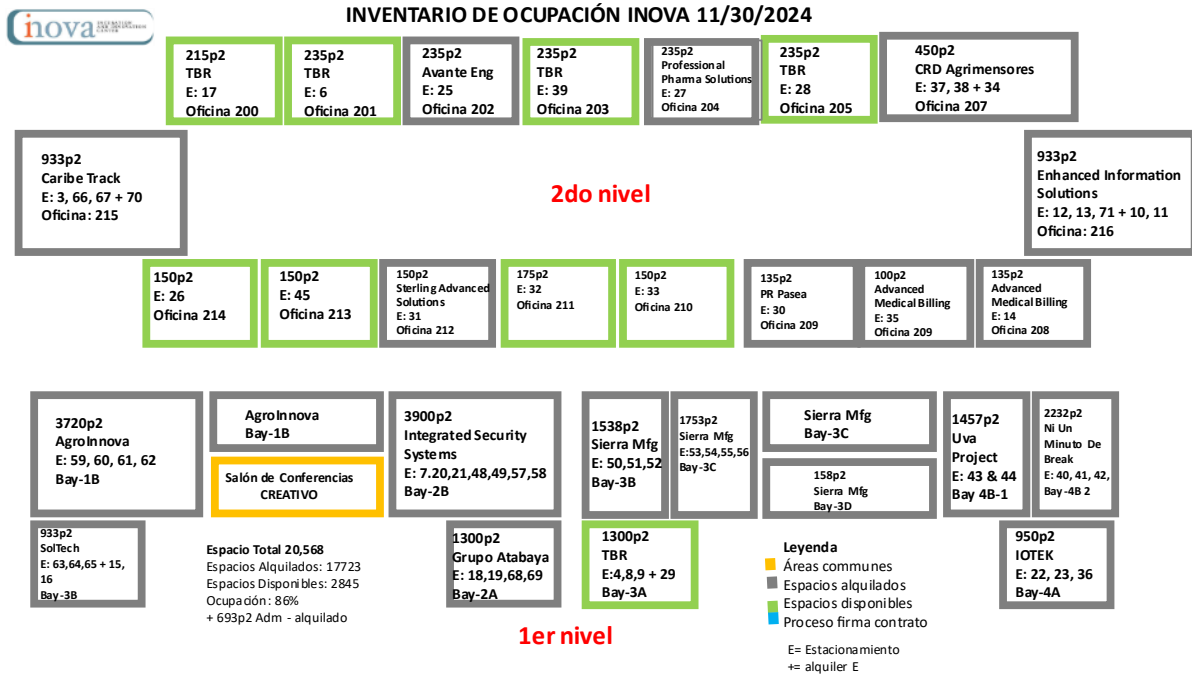 inova INCUBATION AND INNOVATION CENTER
INVENTARIO DE OCUPACIÓN INOVA 11/30/2024
215p2
TBR
E: 17
Oficina 200
235p2
TBR
E: 6
Oficina 201
235p2
Avante Eng
E: 25
Oficina 202
235p2
TBR
E: 39
Oficina 203
235p2
Professional
Pharma Solutions
E: 27
Oficina 204
235p2
TBR
E: 28
Oficina 205
450p2
CRD Agrimensores
E: 37, 38 + 34
Oficina 207
933p2
Caribe Track
E: 3, 66, 67 + 70
Oficina: 215
2do nivel
933p2
Enhanced Information
Solutions
E: 12, 13, 71 + 10, 11
Oficina: 216
150p2
E: 26
Oficina 214
150p2
E: 45
Oficina 213
150p2
Sterling Advanced
Solutions
E: 31
Oficina 212
175p2
E: 32
Oficina 211
150p2
E: 33
Oficina 210
135p2
PR Pasea
E: 30
Oficina 209
100p2
Advanced
Medical Billing
E: 35
Oficina 209
135p2
Advanced
Medical Billing
E: 14
Oficina 208
3720p2
AgroInnova
E: 59, 60, 61, 62
Bay-1B
AgroInnova
Bay-1B
Salón de Conferencias
CREATIVO
3900p2
Integrated Security
Systems
E: 7.20,21,48,49,57,58
Bay-2B
1538p2
Sierra Mfg
E: 50,51,52
Bay-3B
1753p2
Sierra Mfg
E:53,54,55,56
Bay-3C
Sierra Mfg
Bay-3C
158p2
Sierra Mfg
Bay-3D
1457p2
Uva
Project
E: 43 & 44
Bay 4B-1
2232p2
Ni Un
Minuto De
Break
E: 40, 41, 42,
Bay-4B 2
933p2
SolTech
E: 63,64,65 + 15,
16
Bay-3B
Espacio Total 20,568
Espacios Alquilados: 17723
Espacios Disponibles: 2845
Ocupación: 86%
+ 693p2 Adm - alquilado
1300p2
Grupo Atabaya
E: 18,19,68,69
Bay-2A
1300p2
TBR
E:4,8,9 + 29
Bay-3A
Leyenda
Áreas communes
Espacios alquilados
Espacios disponibles
Proceso firma contrato
E= Estacionamiento
+= alquiler E
950p2
IOTEK
E: 22, 23, 36
Bay-4A
1er nivel